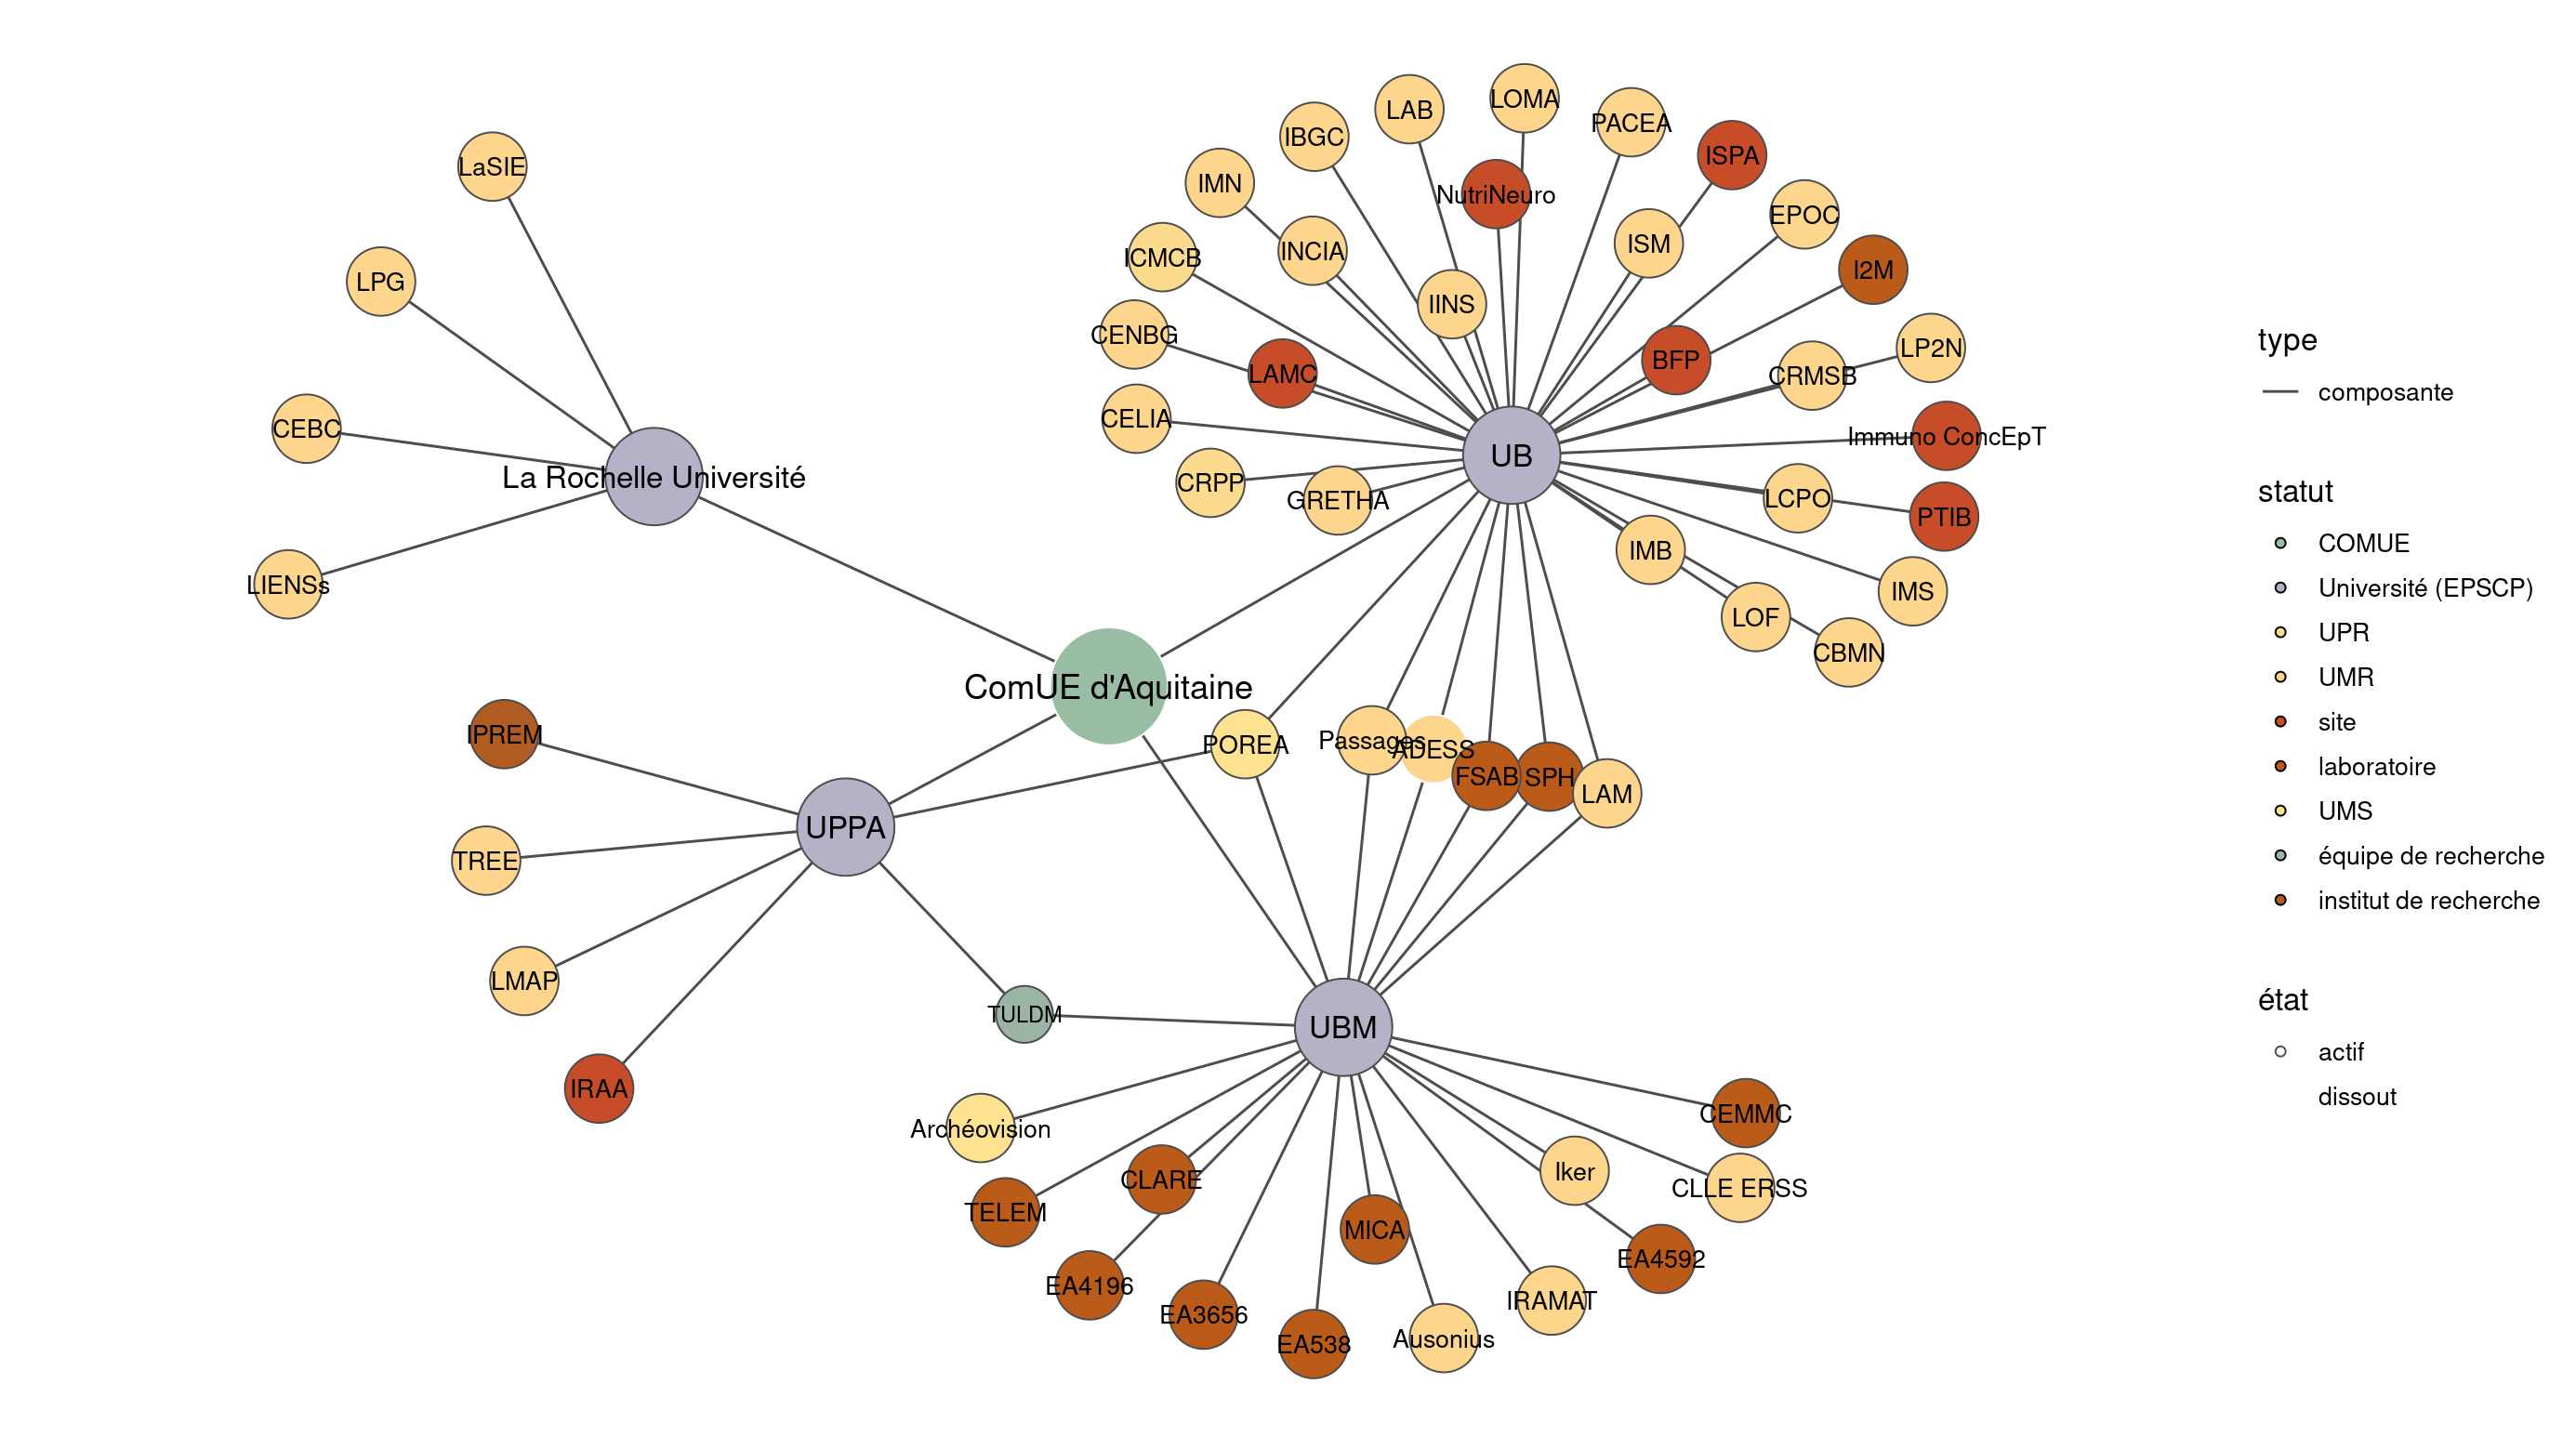 LOMA
LAB
PACEA
IBGC
ISPA
LaSIE
IMN
NutriNeuro
EPOC
ISM
INCIA
ICMCB
I2M
LPG
IINS
CENBG
LP2N
BFP
LAMC
CRMSB
CELIA
CEBC
Immuno ConcEpT
UB
La Rochelle Université
CRPP
GRETHA
LCPO
PTIB
IMB
LIENSs
IMS
LOF
CBMN
ComUE d'Aquitaine
IPREM
POREA
Passages
ADESS
FSAB
SPH
LAM
UPPA
TREE
LMAP
TULDM
UBM
IRAA
CEMMC
Archéovision
Iker
CLARE
CLLE ERSS
TELEM
MICA
EA4592
EA4196
IRAMAT
EA3656
Ausonius
EA538
type
composante
statut
COMUE
Université (EPSCP)
UPR
UMR
site
laboratoire
UMS
équipe de recherche
institut de recherche
état
actif
dissout